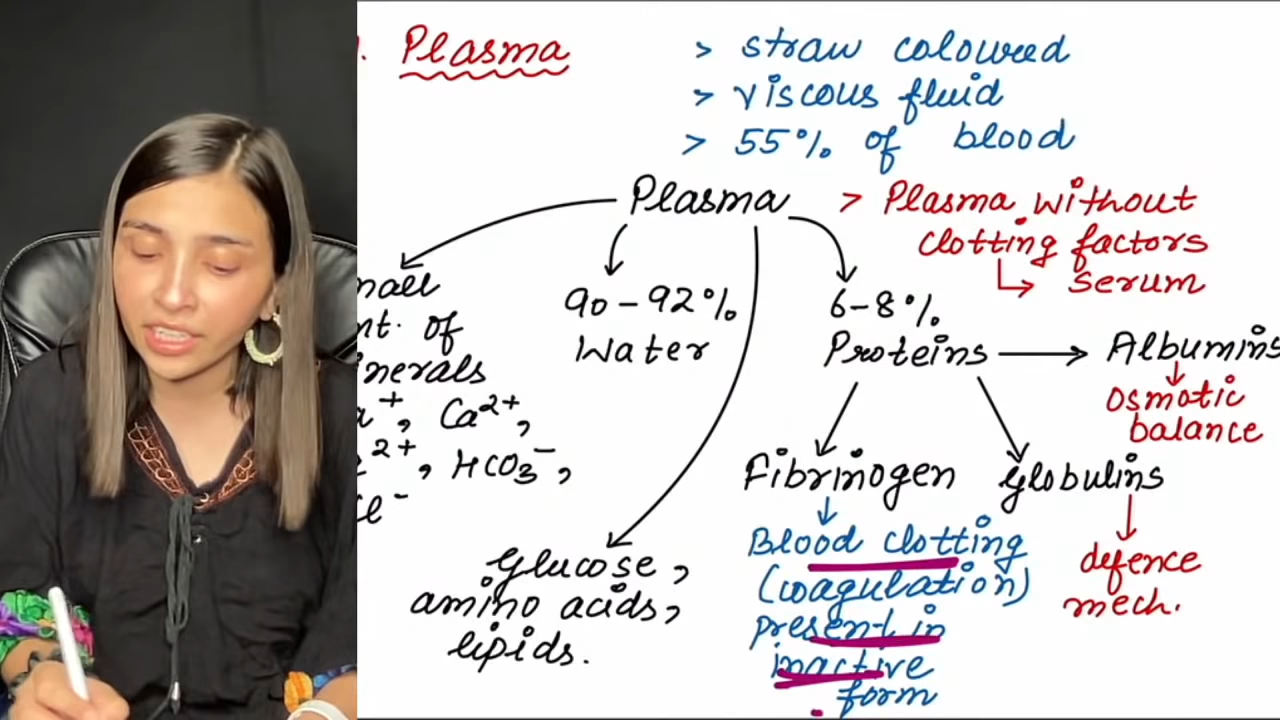 Plasma
> straw coloured
> viscous fluid
> 55% of blood
Plasma
> Plasma without
clotting factors
↳ serum
90-92%
Water
6-8%
Proteins → Albumins
Osmotic
balance
of
Ca²⁺,
HCO₃⁻,
Fibrinogen
Globulins
Blood clotting
(coagulation)
present in
inactive
form
defence
mech.
Glucose,
amino acids,
lipids.